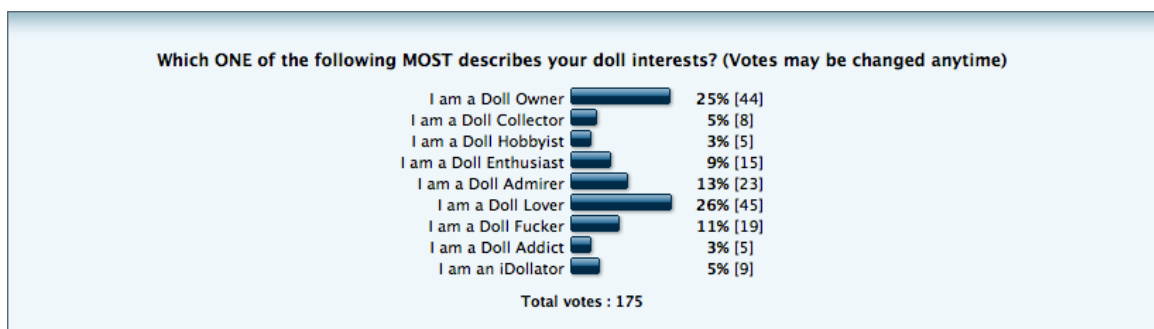 Which ONE of the following MOST describes your doll interests? (Votes may be changed anytime)
I am a Doll Owner 25% [44]
I am a Doll Collector 5% [8]
I am a Doll Hobbyist 3% [5]
I am a Doll Enthusiast 9% [15]
I am a Doll Admirer 13% [23]
I am a Doll Lover 26% [45]
I am a Doll Fucker 11% [19]
I am a Doll Addict 3% [5]
I am an iDollator 5% [9]
Total votes : 175